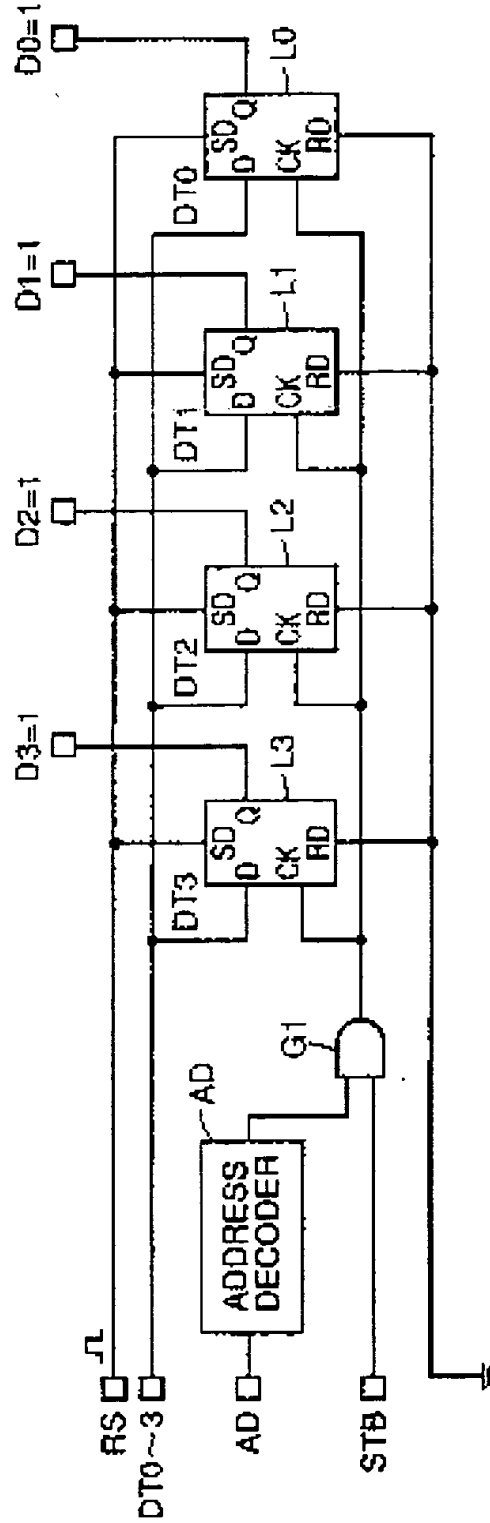 D3=1
D2=1
D1=1
D0=1
RS
DT0~3
AD
STB
AD
ADDRESS
DECODER
G1
DT3
SD
D
Q
CK
RD
L3
DT2
SD
D
Q
CK
RD
L2
DT1
SD
D
Q
CK
RD
L1
DT0
SD
D
Q
CK
RD
L0